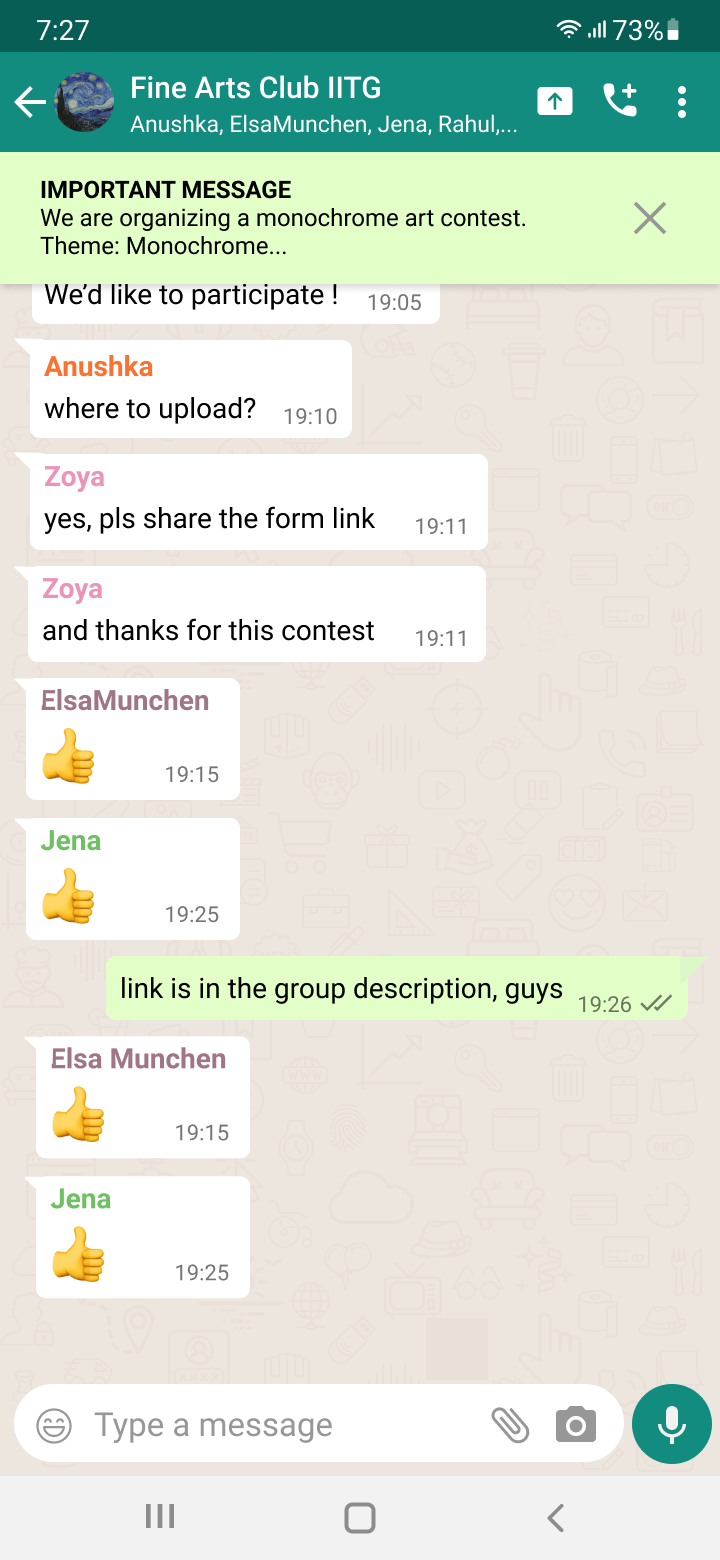 7:27
73%
Fine Arts Club IITG
Anushka, ElsaMunchen, Jena, Rahul,...
IMPORTANT MESSAGE
We are organizing a monochrome art contest.
Theme: Monochrome...
We’d like to participate !
19:05
Anushka
where to upload?
19:10
Zoya
yes, pls share the form link
19:11
Zoya
and thanks for this contest
19:11
ElsaMunchen
👍
19:15
Jena
👍
19:25
link is in the group description, guys
19:26
Elsa Munchen
👍
19:15
Jena
👍
19:25
Type a message